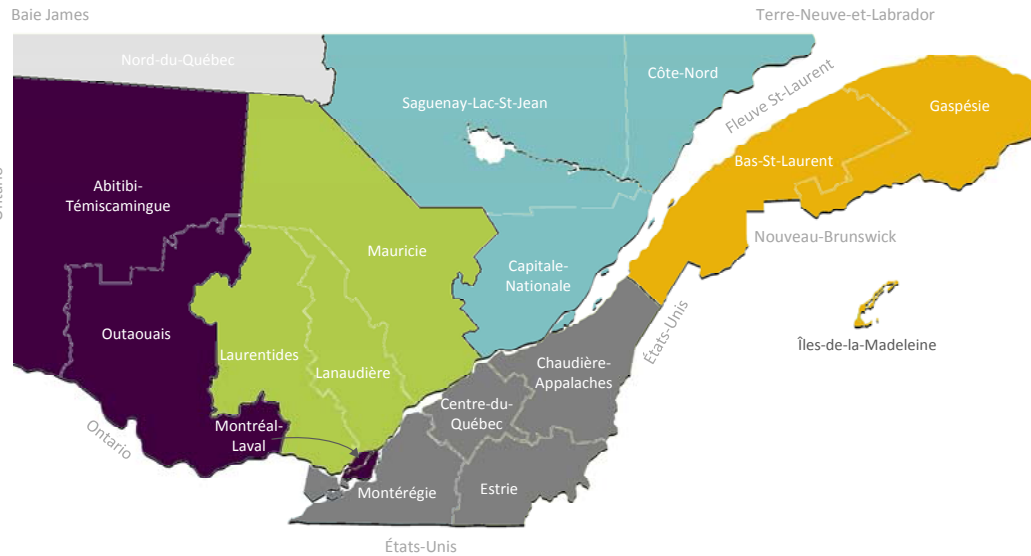 Baie James
Terre-Neuve-et-Labrador
Nord-du-Québec
Côte-Nord
Saguenay-Lac-St-Jean
Fleuve St-Laurent
Gaspésie
Bas-St-Laurent
Ontario
Abitibi-
Témiscamingue
Mauricie
Nouveau-Brunswick
Capitale-
Nationale
Outaouais
États-Unis
Îles-de-la-Madeleine
Laurentides
Lanaudière
Chaudière-
Appalaches
Centre-du-
Québec
Ontario
Montréal-
Laval
Montérégie
Estrie
États-Unis